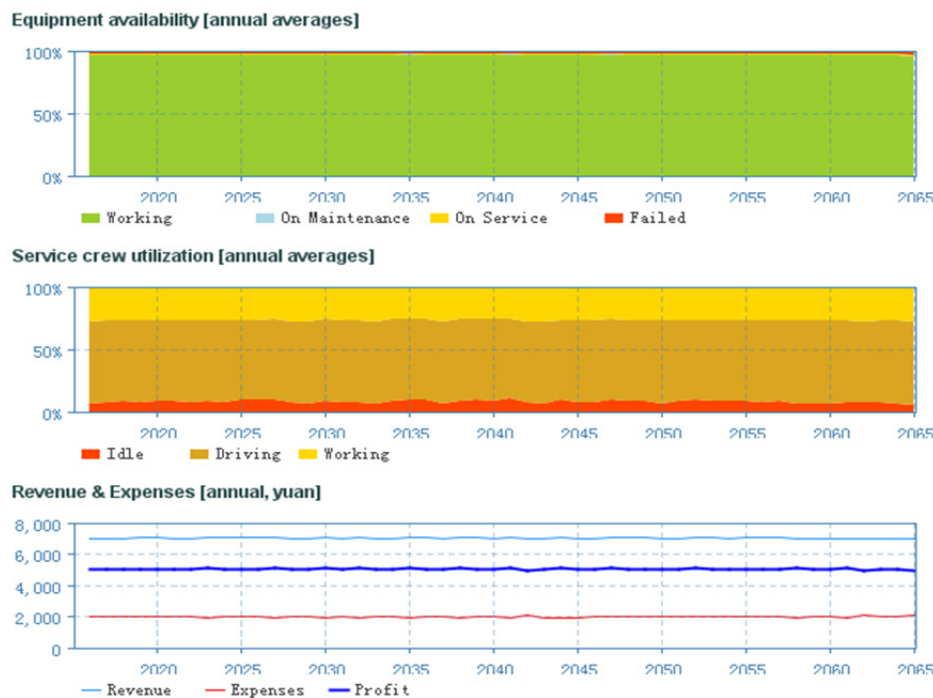 Equipment availability [annual averages]
100%
50%
0%
2020 2025 2030 2035 2040 2045 2050 2055 2060 2065
Working On Maintenance On Service Failed
Service crew utilization [annual averages]
100%
50%
0%
2020 2025 2030 2035 2040 2045 2050 2055 2060 2065
Idle Driving Working
Revenue & Expenses [annual, yuan]
8,000
6,000
4,000
2,000
0
2020 2025 2030 2035 2040 2045 2050 2055 2060 2065
Revenue Expenses Profit